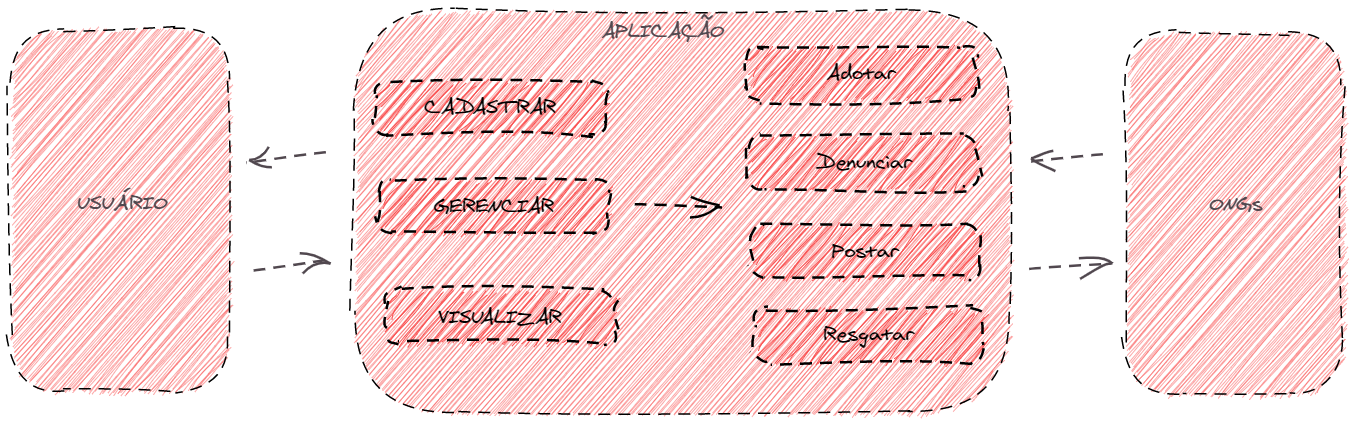 USUÁRIO
APLICAÇÃO
CADASTRAR
GERENCIAR
VISUALIZAR
Adotar
Denunciar
Postar
Resgatar
ONGs